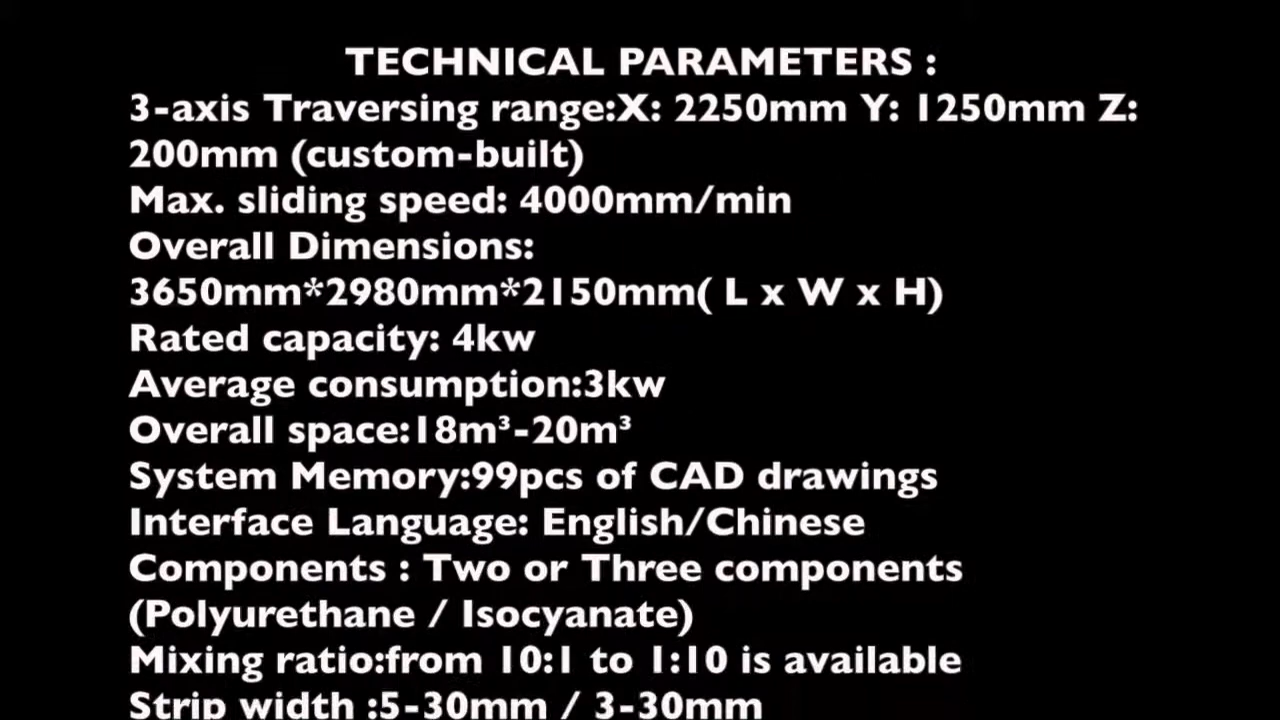 TECHNICAL PARAMETERS :
3-axis Traversing range:X: 2250mm Y: 1250mm Z:
200mm (custom-built)
Max. sliding speed: 4000mm/min
Overall Dimensions:
3650mm*2980mm*2150mm( L x W x H)
Rated capacity: 4kw
Average consumption:3kw
Overall space:18m³-20m³
System Memory:99pcs of CAD drawings
Interface Language: English/Chinese
Components : Two or Three components
(Polyurethane / Isocyanate)
Mixing ratio:from 10:1 to 1:10 is available
Strip width :5-30mm / 3-30mm